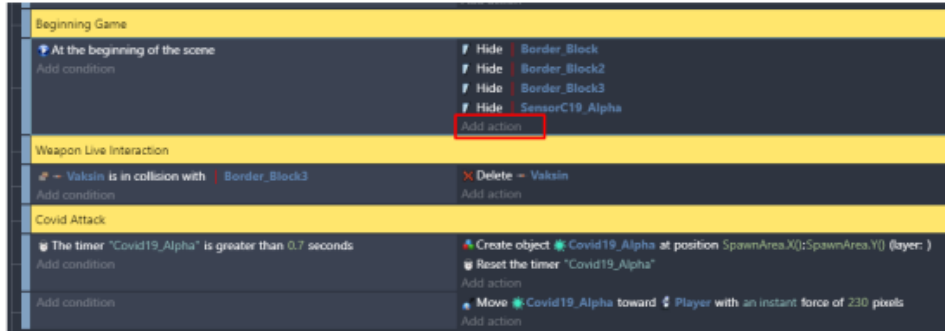 Beginning Game
At the beginning of the scene
Add condition
Hide Border_Block
Hide Border_Block2
Hide Border_Block3
Hide SensorC19_Alpha
Add action
Weapon Live Interaction
Vaksin is in collision with Border_Block3
Add condition
Delete Vaksin
Add action
Covid Attack
The timer "Covid19_Alpha" is greater than 0.7 seconds
Add condition
Create object Covid19_Alpha at position SpawnArea.X();SpawnArea.Y() (layer: )
Reset the timer "Covid19_Alpha"
Add action
Add condition
Move Covid19_Alpha toward Player with an instant force of 230 pixels
Add action